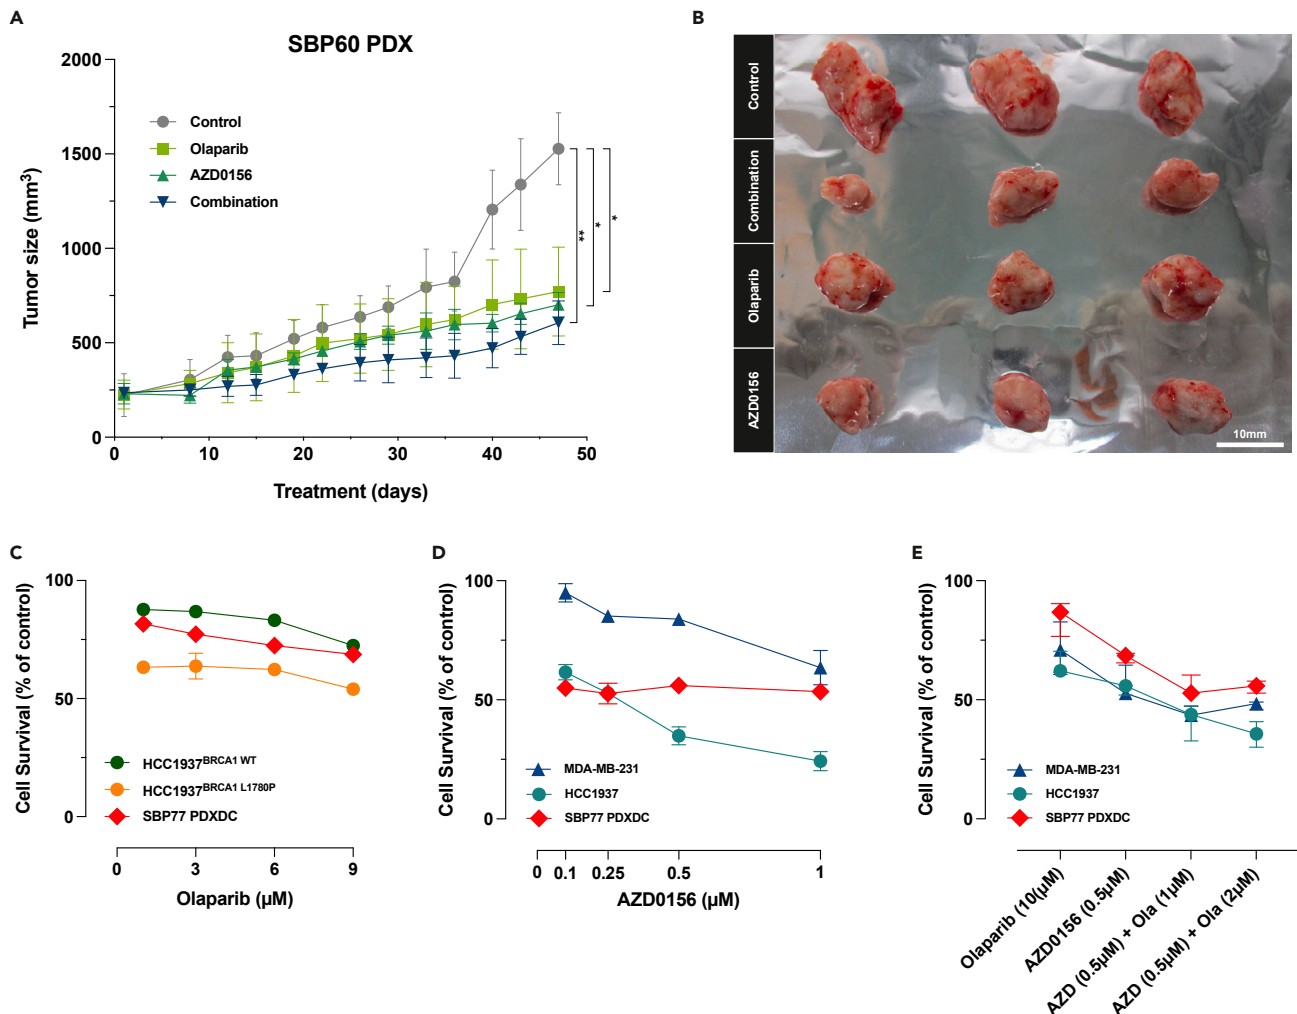 A
SBP60 PDX
Tumor size (mm³)
2000
1500
1000
500
0
Control
Olaparib
AZD0156
Combination
**
*
*
0 10 20 30 40 50
Treatment (days)
B
Control
Combination
Olaparib
AZD0156
10mm
C
Cell Survival (% of control)
100
50
0
HCC1937BRCA1 WT
HCC1937BRCA1 L1780P
SBP77 PDXDC
0 3 6 9
Olaparib (µM)
D
Cell Survival (% of control)
100
50
0
MDA-MB-231
HCC1937
SBP77 PDXDC
0 0.1 0.25 0.5 1
AZD0156 (µM)
E
Cell Survival (% of control)
100
50
0
MDA-MB-231
HCC1937
SBP77 PDXDC
Olaparib (10(µM)
AZD0156 (0.5µM)
AZD (0.5µM) + Ola (1µM)
AZD (0.5µM) + Ola (2µM)